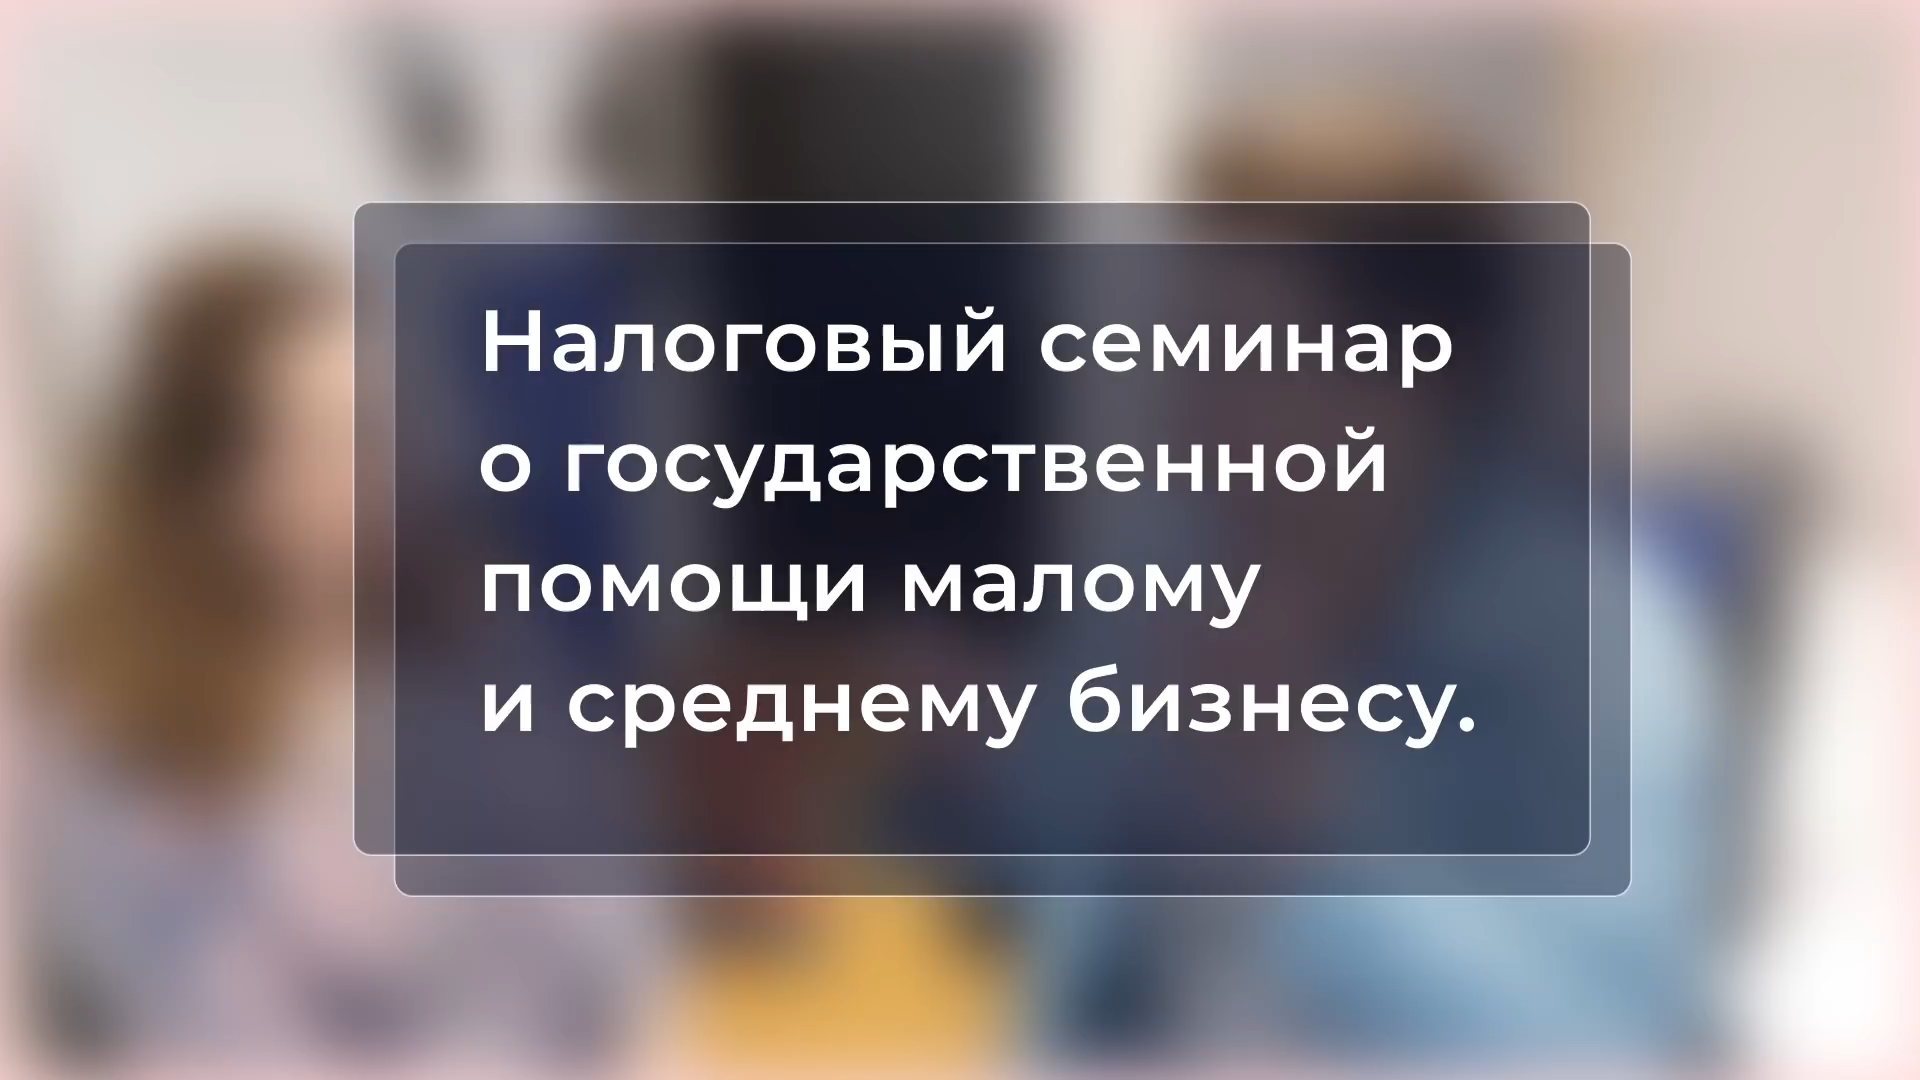 Налоговый семинар
о государственной
помощи малому
и среднему бизнесу.